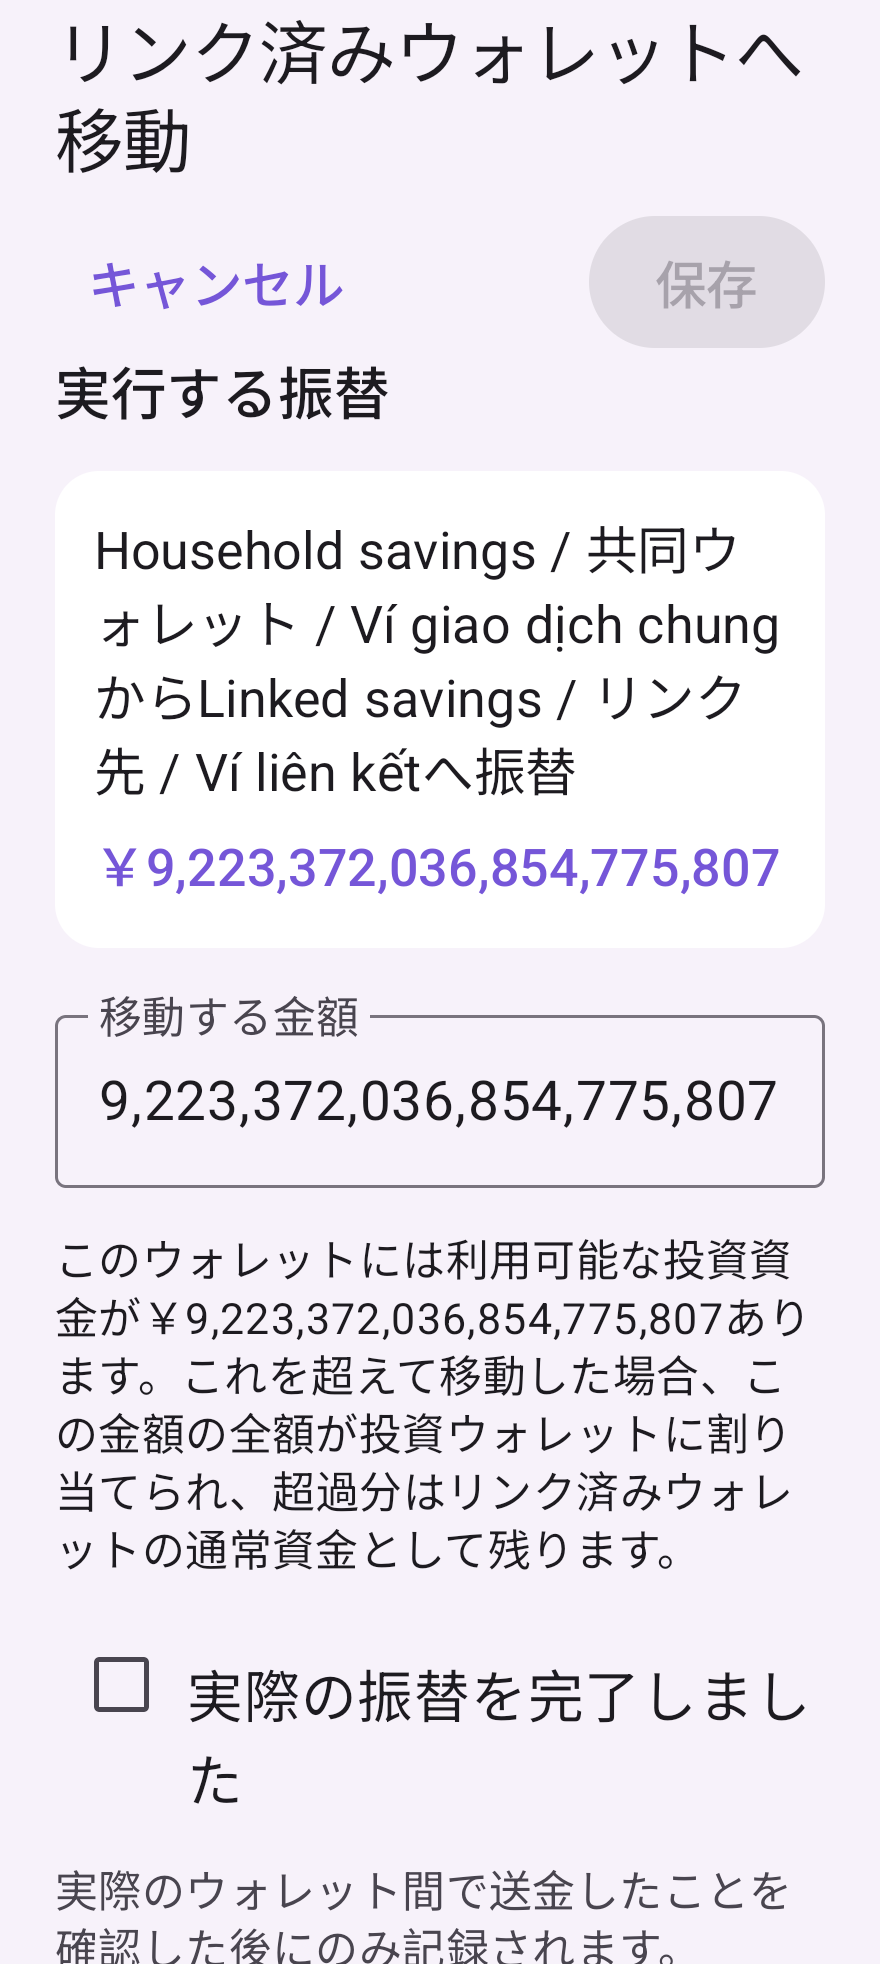 リンク済みウォレットへ
移動
キャンセル
保存
実行する振替
Household savings / 共同ウ
ォレット / Ví giao dịch chung
からLinked savings / リンク
先 / Ví liên kếtへ振替
￥9,223,372,036,854,775,807
移動する金額
9,223,372,036,854,775,807
このウォレットには利用可能な投資資
金が￥9,223,372,036,854,775,807あり
ます。これを超えて移動した場合、こ
の金額の全額が投資ウォレットに割り
当てられ、超過分はリンク済みウォレ
ットの通常資金として残ります。
実際の振替を完了しまし
た
実際のウォレット間で送金したことを
確認した後にのみ記録されます。